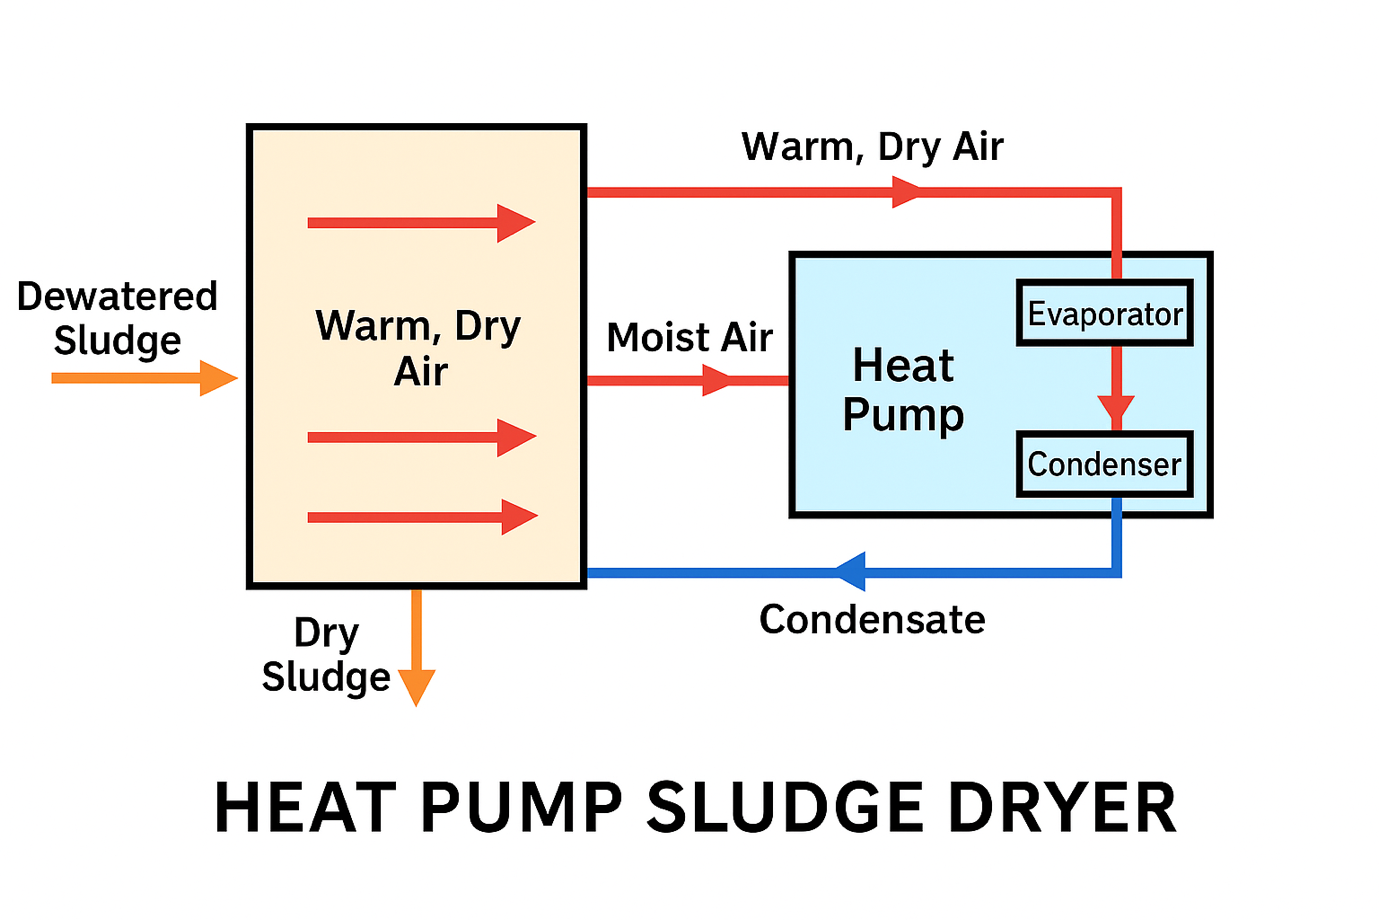 Warm, Dry Air
Dewatered
Sludge
Warm, Dry
Air
Moist Air
Heat
Pump
Evaporator
Condenser
Condensate
Dry
Sludge
HEAT PUMP SLUDGE DRYER